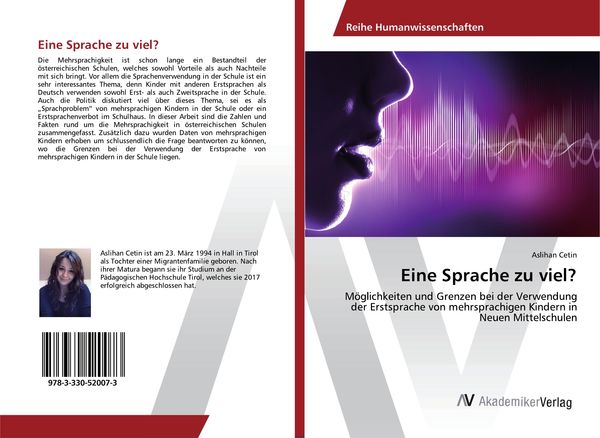 Eine Sprache zu viel?
Die Mehrsprachigkeit ist schon lange ein Bestandteil der
österreichischen Schulen, welches sowohl Vorteile als auch Nachteile
mit sich bringt. Vor allem die Sprachenverwendung in der Schule ist ein
sehr interessantes Thema, denn Kinder mit anderen Erstsprachen als
Deutsch verwenden sowohl Erst- als auch Zweitsprache in der Schule.
Auch die Politik diskutiert viel über dieses Thema, sei es als
„Sprachproblem" von mehrsprachigen Kindern in der Schule oder ein
Erstsprachenverbot im Schulhaus. In dieser Arbeit sind die Zahlen und
Fakten rund um die Mehrsprachigkeit in österreichischen Schulen
zusammengefasst. Zusätzlich dazu wurden Daten von mehrsprachigen
Kindern erhoben um schlussendlich die Frage beantworten zu können,
wo die Grenzen bei der Verwendung der Erstsprache von
mehrsprachigen Kindern in der Schule liegen.
Aslihan Cetin ist am 23. März 1994 in Hall in Tirol
als Tochter einer Migrantenfamilie geboren. Nach
ihrer Matura begann sie ihr Studium an der
Pädagogischen Hochschule Tirol, welches sie 2017
erfolgreich abgeschlossen hat.
978-3-330-52007-3
Reihe Humanwissenschaften
Aslihan Cetin
Eine Sprache zu viel?
Möglichkeiten und Grenzen bei der Verwendung
der Erstsprache von mehrsprachigen Kindern in
Neuen Mittelschulen
AV AkademikerVerlag